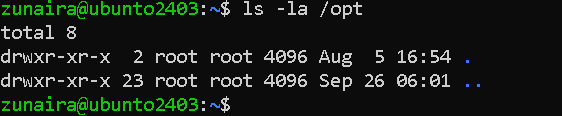 zunaira@ubunto2403:~$ ls -la /opt
total 8
drwxr-xr-x  2 root root 4096 Aug  5 16:54 .
drwxr-xr-x 23 root root 4096 Sep 26 06:01 ..
zunaira@ubunto2403:~$